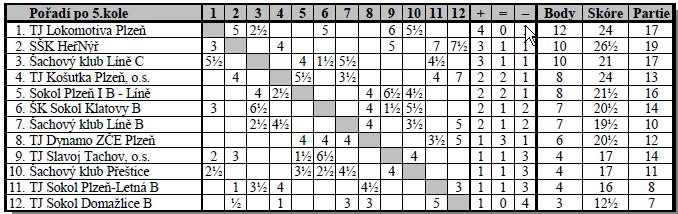 Pořadí po 5.kole 1 2 3 4 5 6 7 8 9 10 11 12 + = – Body Skóre Partie
1. TJ Lokomotiva Plzeň 5 2½ 5 6 5½ 4 0 12 24 17
2. SŠK HeřNýř 3 4 5 7 7½ 3 1 1 10 26½ 19
3. Šachový klub Líně C 5½ 4 1½ 5½ 4½ 3 1 1 10 21 17
4. TJ Košutka Plzeň, o.s. 4 5½ 3½ 4 7 2 2 1 8 24 13
5. Sokol Plzeň I B - Líně 4 2½ 4 6½ 4½ 2 2 1 8 21½ 16
6. ŠK Sokol Klatovy B 3 6½ 4 1½ 5½ 2 1 2 7 20½ 14
7. Šachový klub Líně B 2½ 4½ 4 3½ 5 2 1 2 7 19½ 10
8. TJ Dynamo ZČE Plzeň 4 4 4 3½ 5 1 3 1 6 20½ 12
9. TJ Slavoj Tachov, o.s. 2 3 1½ 6½ 4 1 1 3 4 17 14
10. Šachový klub Přeštice 2½ 3½ 2½ 4½ 4 1 1 3 4 17 11
11. TJ Sokol Plzeň-Letná B 1 3½ 4 4½ 3 1 1 3 4 16 8
12. TJ Sokol Domažlice B ½ 1 3 3 5 1 0 4 3 12½ 7